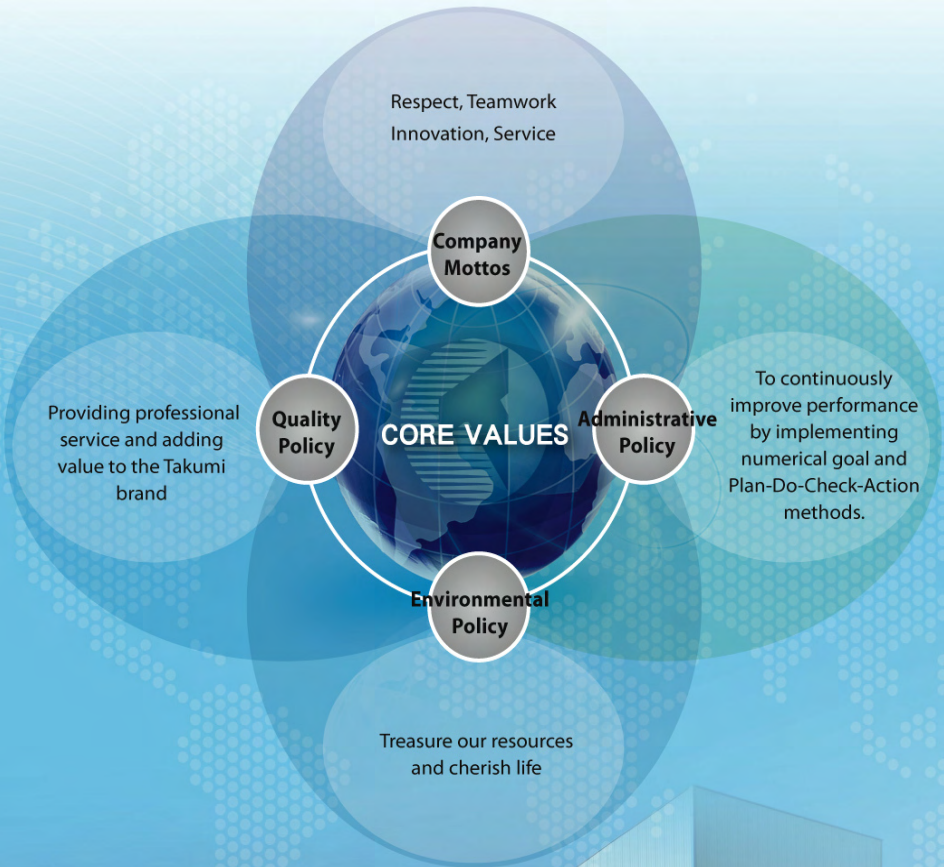 Respect, Teamwork
Innovation, Service
Company
Mottos
Providing professional
service and adding
value to the Takumi
brand
Quality
Policy
CORE VALUES
Administrative
Policy
To continuously
improve performance
by implementing
numerical goal and
Plan-Do-Check-Action
methods.
Environmental
Policy
Treasure our resources
and cherish life